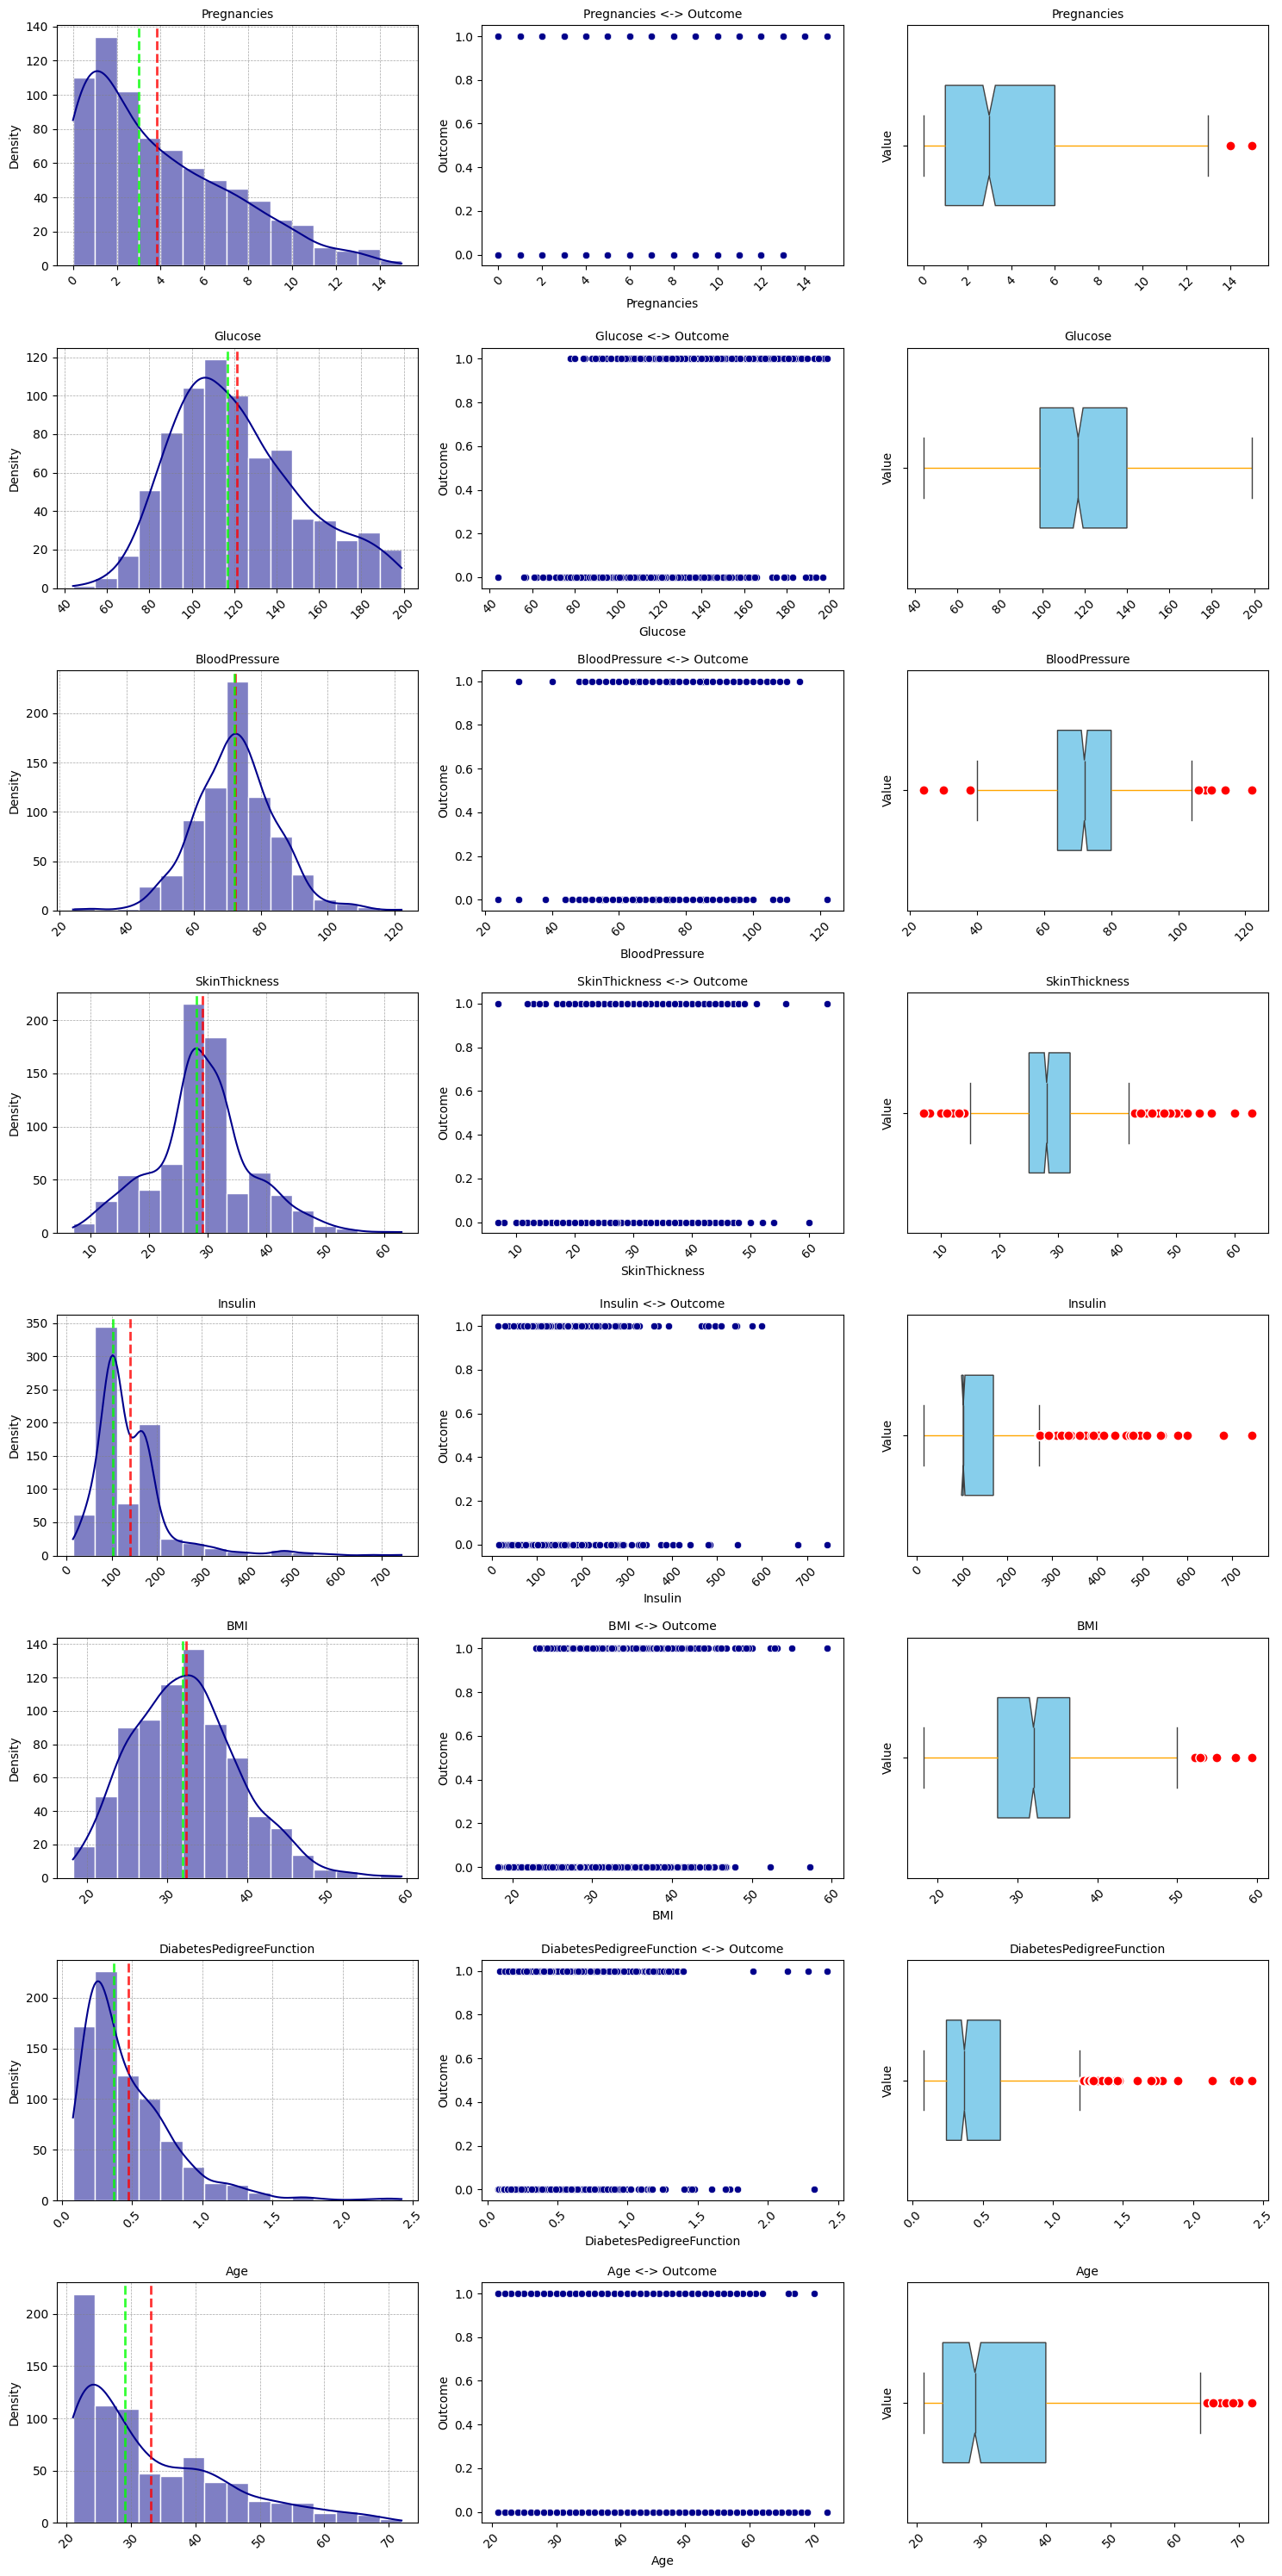 Pregnancies
Pregnancies <-> Outcome
Pregnancies
Density
0 20 40 60 80 100 120 140
0 2 4 6 8 10 12 14
Outcome
0.0 0.2 0.4 0.6 0.8 1.0
0 2 4 6 8 10 12 14
Pregnancies
Value
0 2 4 6 8 10 12 14
Glucose
Glucose <-> Outcome
Glucose
Density
0 20 40 60 80 100 120
40 60 80 100 120 140 160 180 200
Outcome
0.0 0.2 0.4 0.6 0.8 1.0
40 60 80 100 120 140 160 180 200
Glucose
Value
40 60 80 100 120 140 160 180 200
BloodPressure
BloodPressure <-> Outcome
BloodPressure
Density
0 50 100 150 200
20 40 60 80 100 120
Outcome
0.0 0.2 0.4 0.6 0.8 1.0
20 40 60 80 100 120
BloodPressure
Value
20 40 60 80 100 120
SkinThickness
SkinThickness <-> Outcome
SkinThickness
Density
0 50 100 150 200
10 20 30 40 50 60
Outcome
0.0 0.2 0.4 0.6 0.8 1.0
10 20 30 40 50 60
SkinThickness
Value
10 20 30 40 50 60
Insulin
Insulin <-> Outcome
Insulin
Density
0 50 100 150 200 250 300 350
0 100 200 300 400 500 600 700
Outcome
0.0 0.2 0.4 0.6 0.8 1.0
0 100 200 300 400 500 600 700
Insulin
Value
0 100 200 300 400 500 600 700
BMI
BMI <-> Outcome
BMI
Density
0 20 40 60 80 100 120 140
20 30 40 50 60
Outcome
0.0 0.2 0.4 0.6 0.8 1.0
20 30 40 50 60
BMI
Value
20 30 40 50 60
DiabetesPedigreeFunction
DiabetesPedigreeFunction <-> Outcome
DiabetesPedigreeFunction
Density
0 50 100 150 200
0.0 0.5 1.0 1.5 2.0 2.5
Outcome
0.0 0.2 0.4 0.6 0.8 1.0
0.0 0.5 1.0 1.5 2.0 2.5
DiabetesPedigreeFunction
Value
0.0 0.5 1.0 1.5 2.0 2.5
Age
Age <-> Outcome
Age
Density
0 50 100 150 200
20 30 40 50 60 70
Outcome
0.0 0.2 0.4 0.6 0.8 1.0
20 30 40 50 60 70
Age
Value
20 30 40 50 60 70